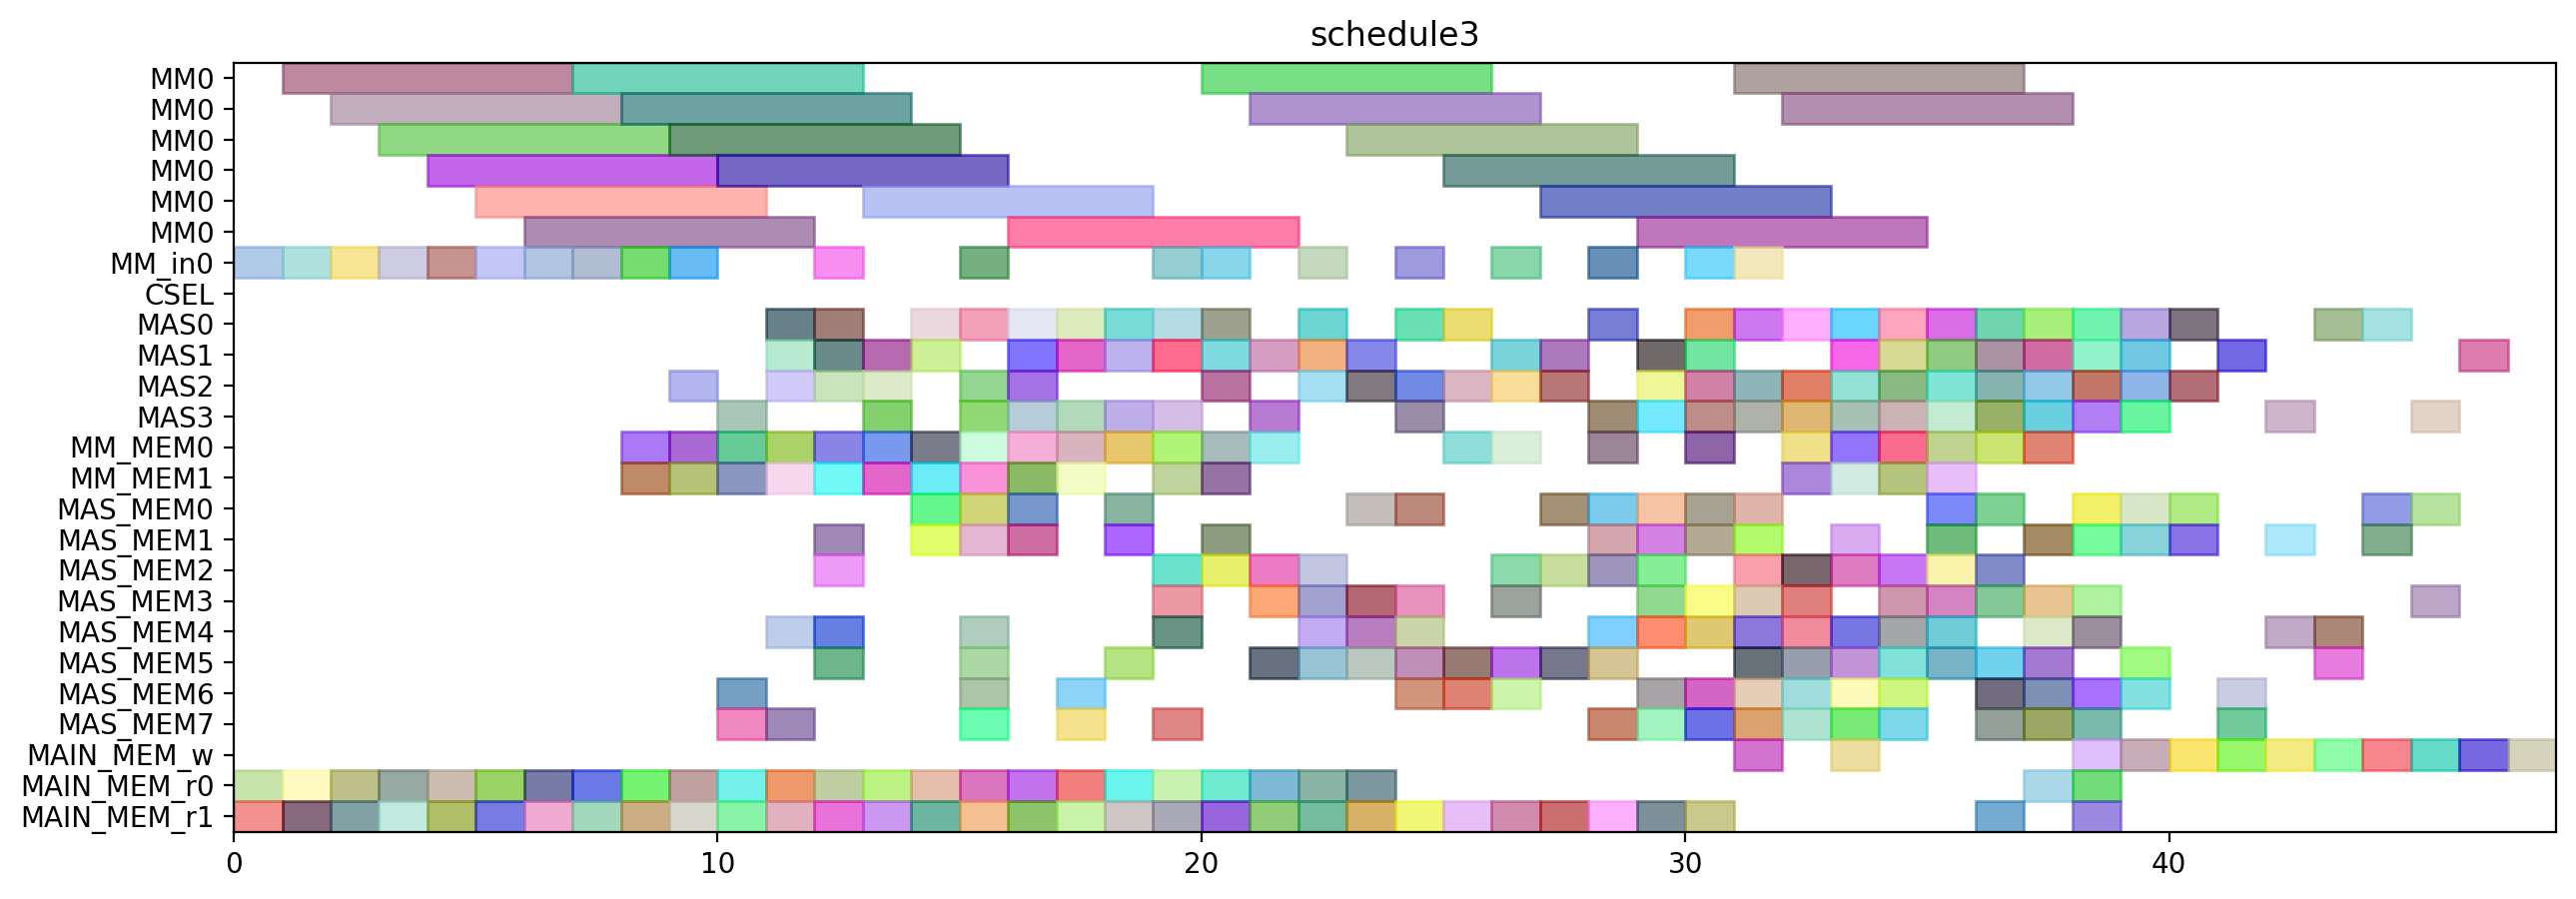 schedule3
MM0
MM0
MM0
MM0
MM0
MM0
MM_in0
CSEL
MAS0
MAS1
MAS2
MAS3
MM_MEM0
MM_MEM1
MAS_MEM0
MAS_MEM1
MAS_MEM2
MAS_MEM3
MAS_MEM4
MAS_MEM5
MAS_MEM6
MAS_MEM7
MAIN_MEM_w
MAIN_MEM_r0
MAIN_MEM_r1
0 10 20 30 40